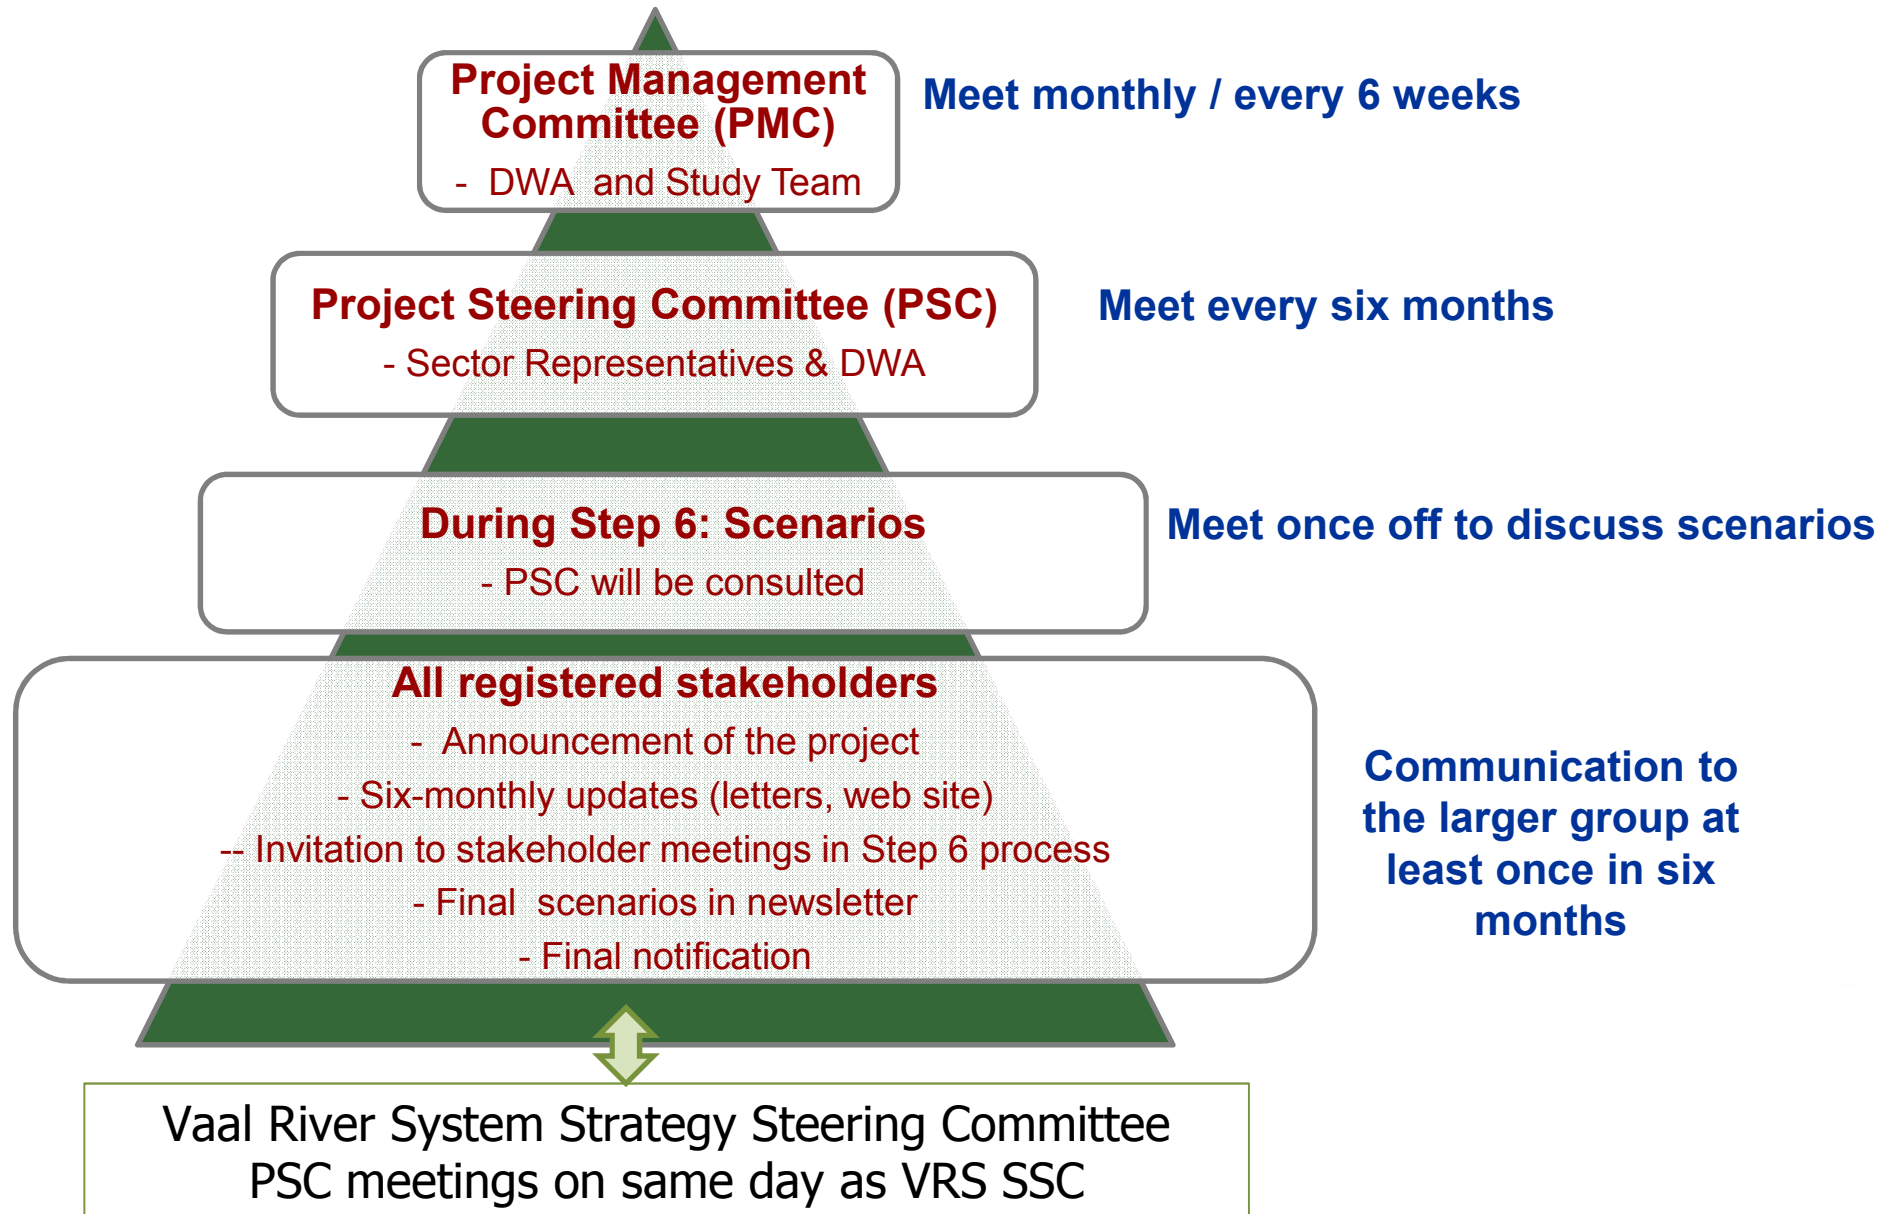 Project Management
Committee (PMC)
- DWA and Study Team
Meet monthly / every 6 weeks
Project Steering Committee (PSC)
- Sector Representatives & DWA
Meet every six months
During Step 6: Scenarios
- PSC will be consulted
Meet once off to discuss scenarios
All registered stakeholders
- Announcement of the project
- Six-monthly updates (letters, web site)
-- Invitation to stakeholder meetings in Step 6 process
- Final scenarios in newsletter
- Final notification
Communication to
the larger group at
least once in six
months
Vaal River System Strategy Steering Committee
PSC meetings on same day as VRS SSC